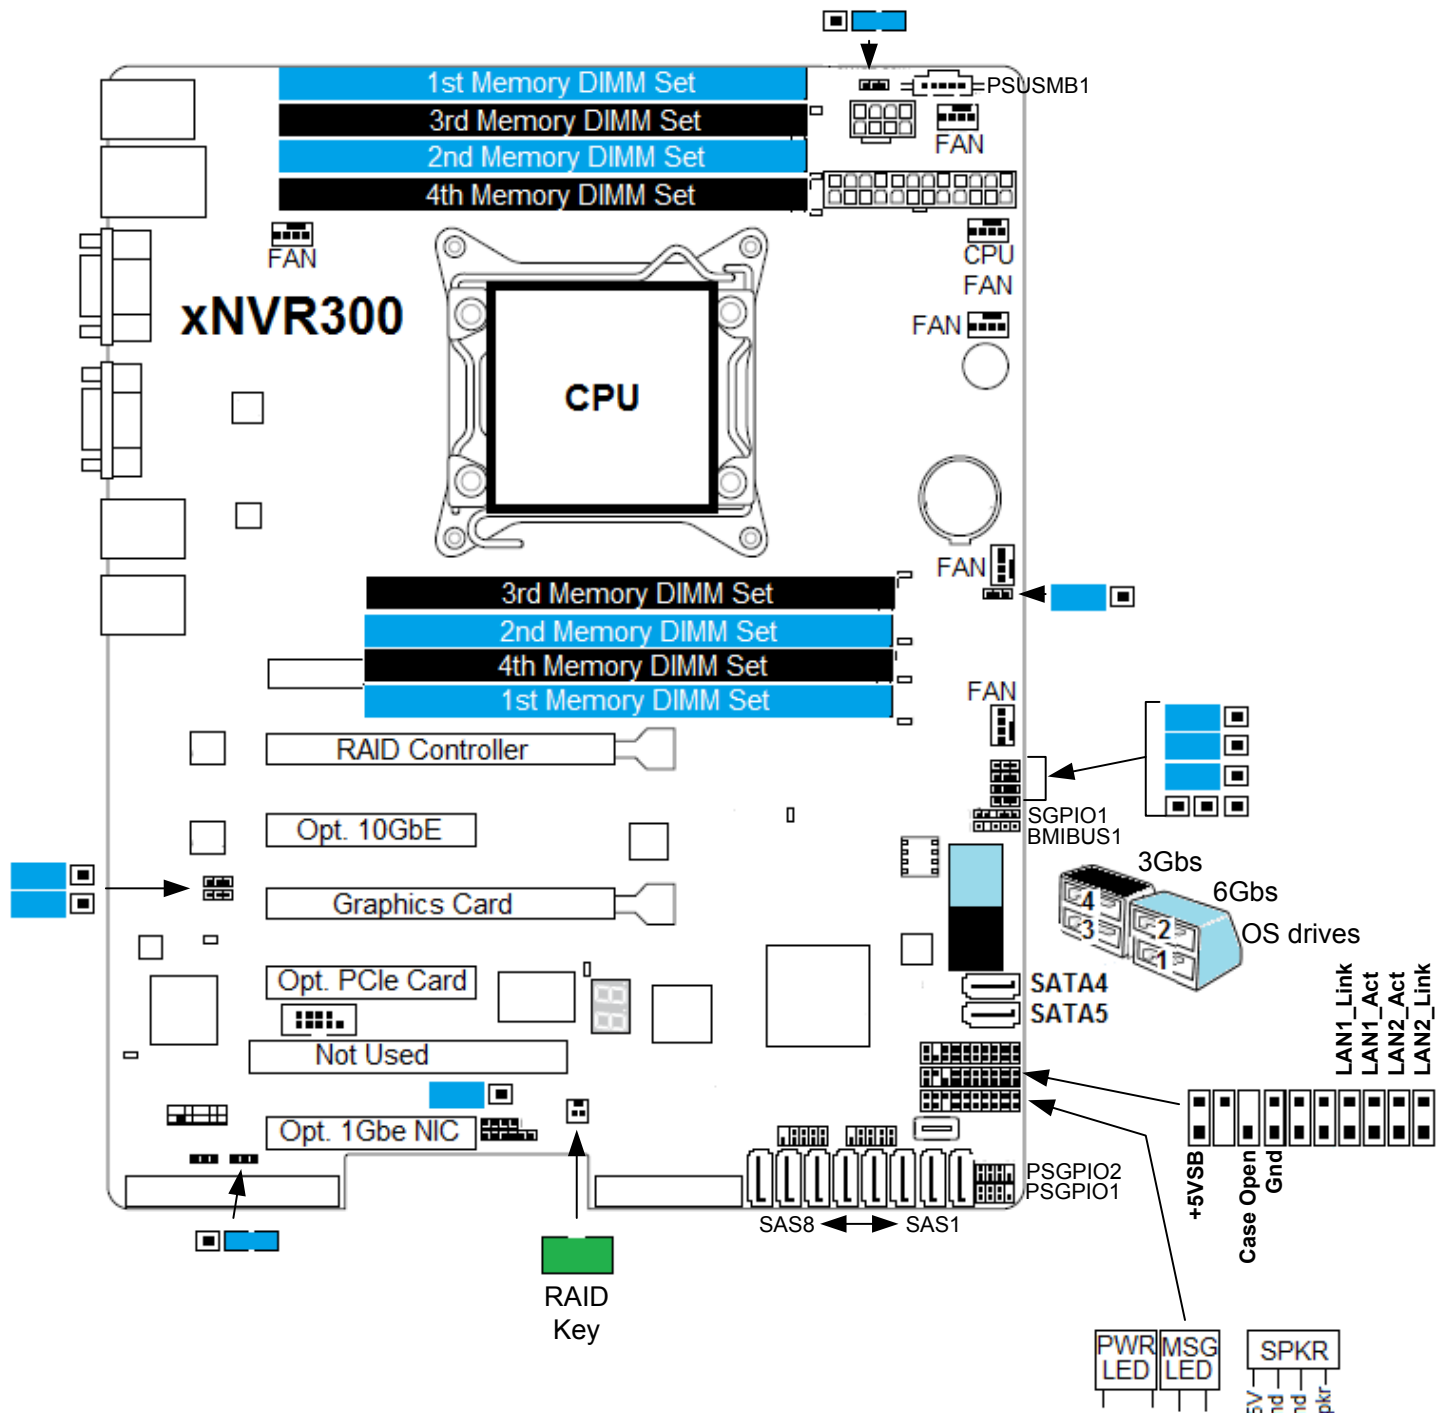 1st Memory DIMM Set
PSUSMB1
3rd Memory DIMM Set
FAN
2nd Memory DIMM Set
4th Memory DIMM Set
FAN
CPU
FAN
xNVR300
FAN
CPU
FAN
3rd Memory DIMM Set
2nd Memory DIMM Set
4th Memory DIMM Set
1st Memory DIMM Set
FAN
RAID Controller
SGPIO1
Opt. 10GbE
BMIBUS1
3Gbs
6Gbs
4
3
2
1
OS drives
Graphics Card
Opt. PCIe Card
SATA4
SATA5
LAN1_Link
LAN1_Act
LAN2_Act
LAN2_Link
Not Used
Opt. 1Gbe NIC
+5VSB
Case Open
Gnd
PSGPIO2
PSGPIO1
SAS8
SAS1
RAID
Key
PWR
LED
MSG
LED
SPKR